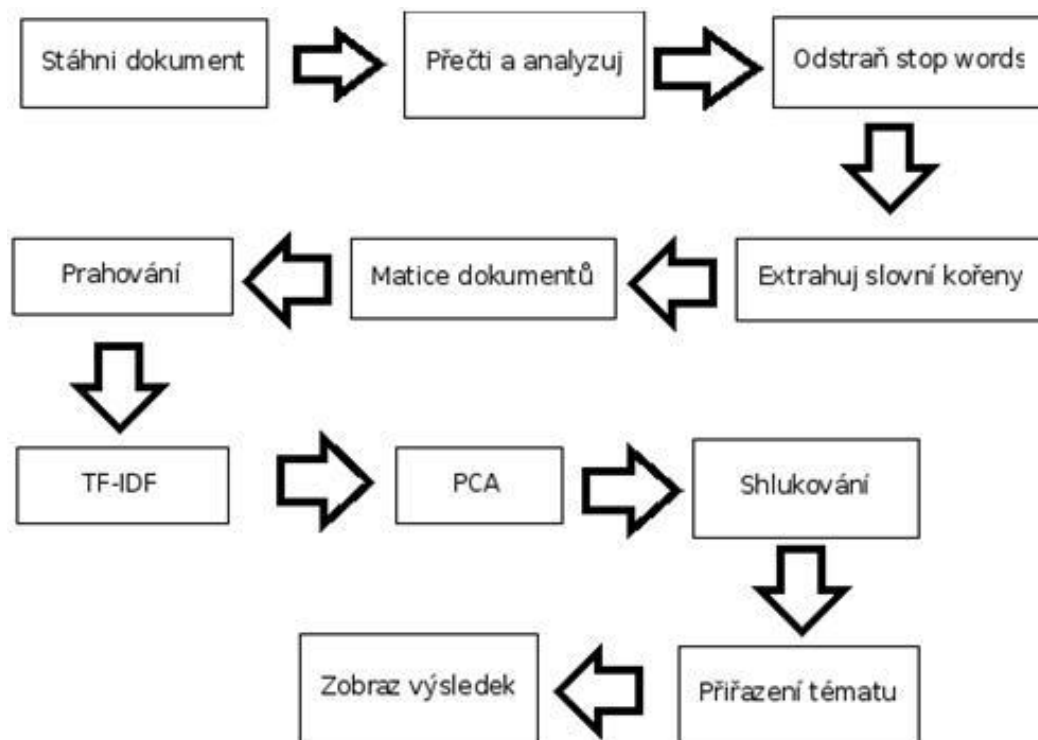 Stáhni dokument
Přečti a analyzuj
Odstraň stop words
Extrahuj slovní kořeny
Matice dokumentů
Prahování
TF-IDF
PCA
Shlukování
Přiřazení tématu
Zobraz výsledek